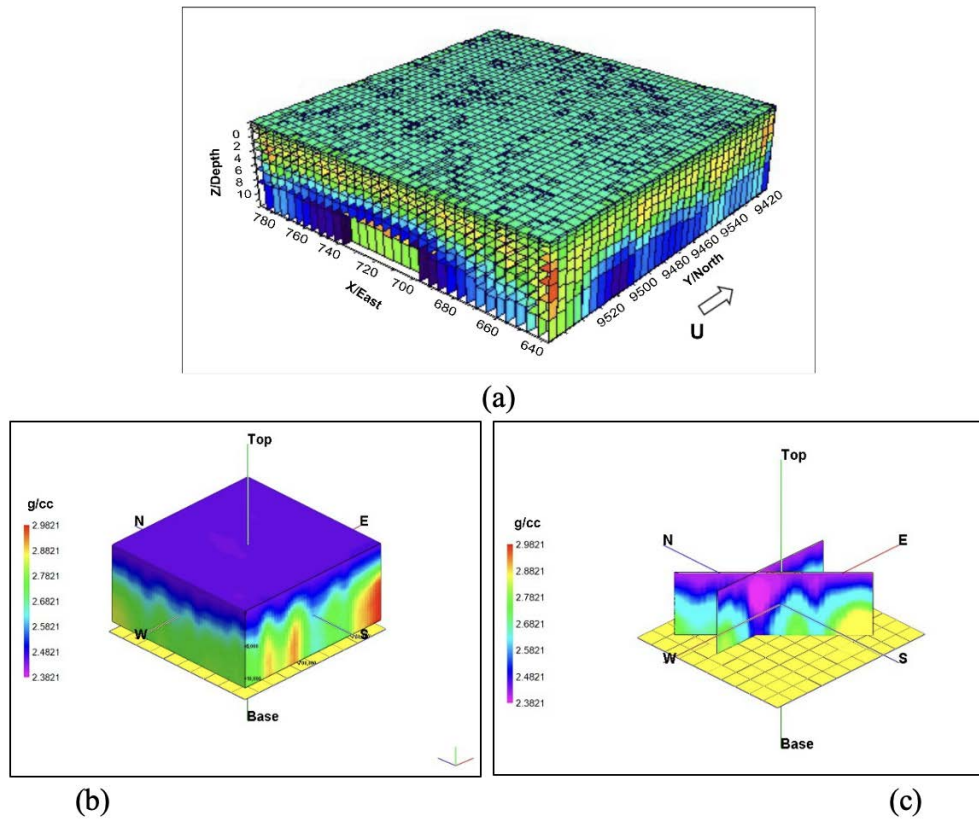 0
2
4
6
8
10
Z/Depth
780
760
740
720
700
680
660
640
X/East
9520
9500
9480
9460
9540
9420
Y/North
U
(a)
Top
g/cc
N
E
2.9821
2.8821
2.7821
2.6821
2.5821
2.4821
2.3821
W
S
Base
(b)
Top
g/cc
N
E
2.9821
2.8821
2.7821
2.6821
2.5821
2.4821
2.3821
W
S
Base
(c)